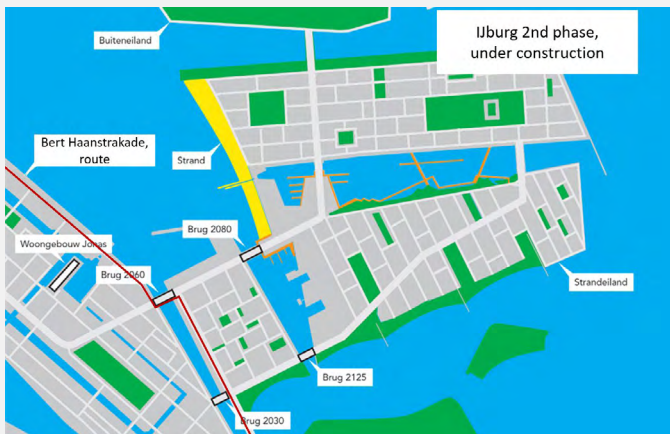 IJburg 2nd phase,
under construction
Buiteneiland
Bert Haanstrakade,
route
Strand
Brug 2080
Woongebouw Jonas
Brug 2060
Strandeiland
Brug 2125
Brug 2030